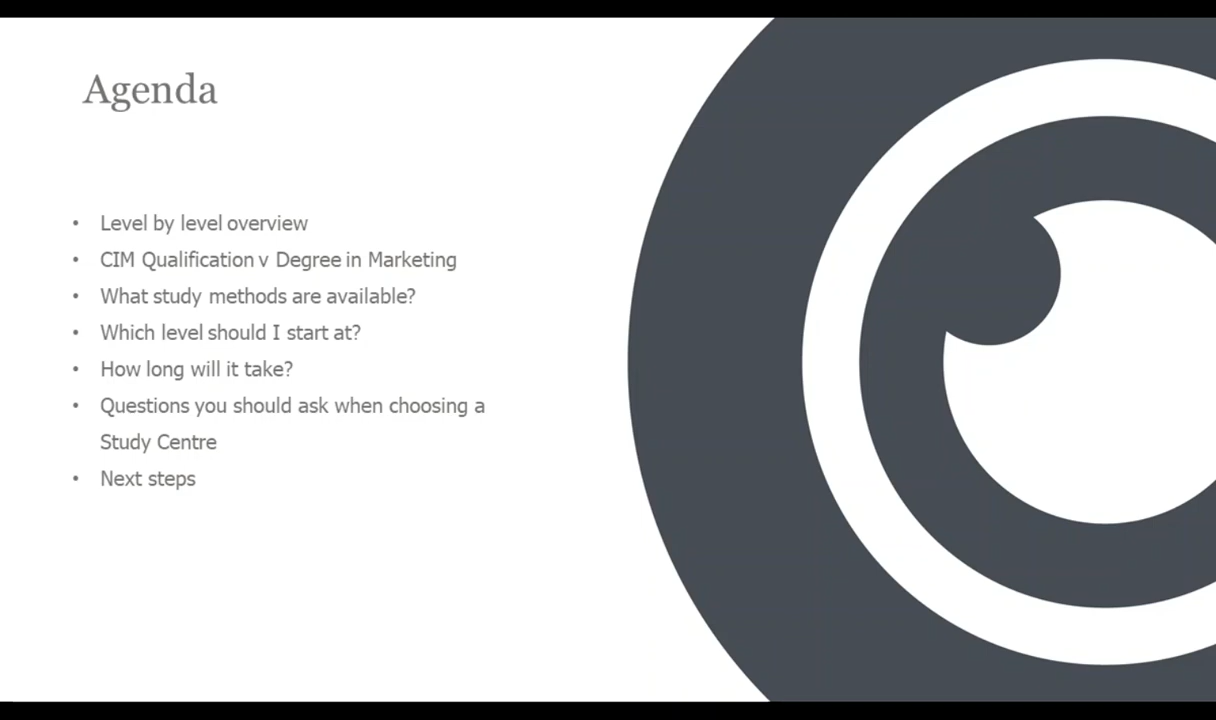 Agenda
• Level by level overview
• CIM Qualification v Degree in Marketing
• What study methods are available?
• Which level should I start at?
• How long will it take?
• Questions you should ask when choosing a
Study Centre
• Next steps